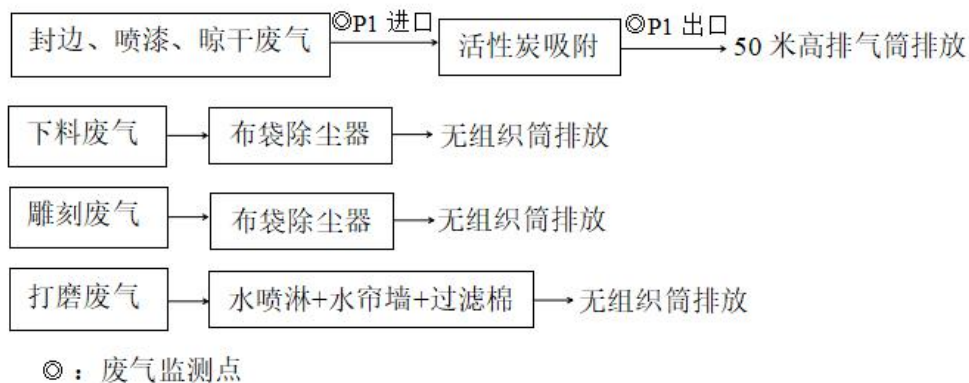 封边、喷漆、晾干废气 ◎P1 进口 活性炭吸附 ◎P1 出口 50 米高排气筒排放
下料废气 布袋除尘器 无组织筒排放
雕刻废气 布袋除尘器 无组织筒排放
打磨废气 水喷淋+水帘墙+过滤棉 无组织筒排放
◎：废气监测点